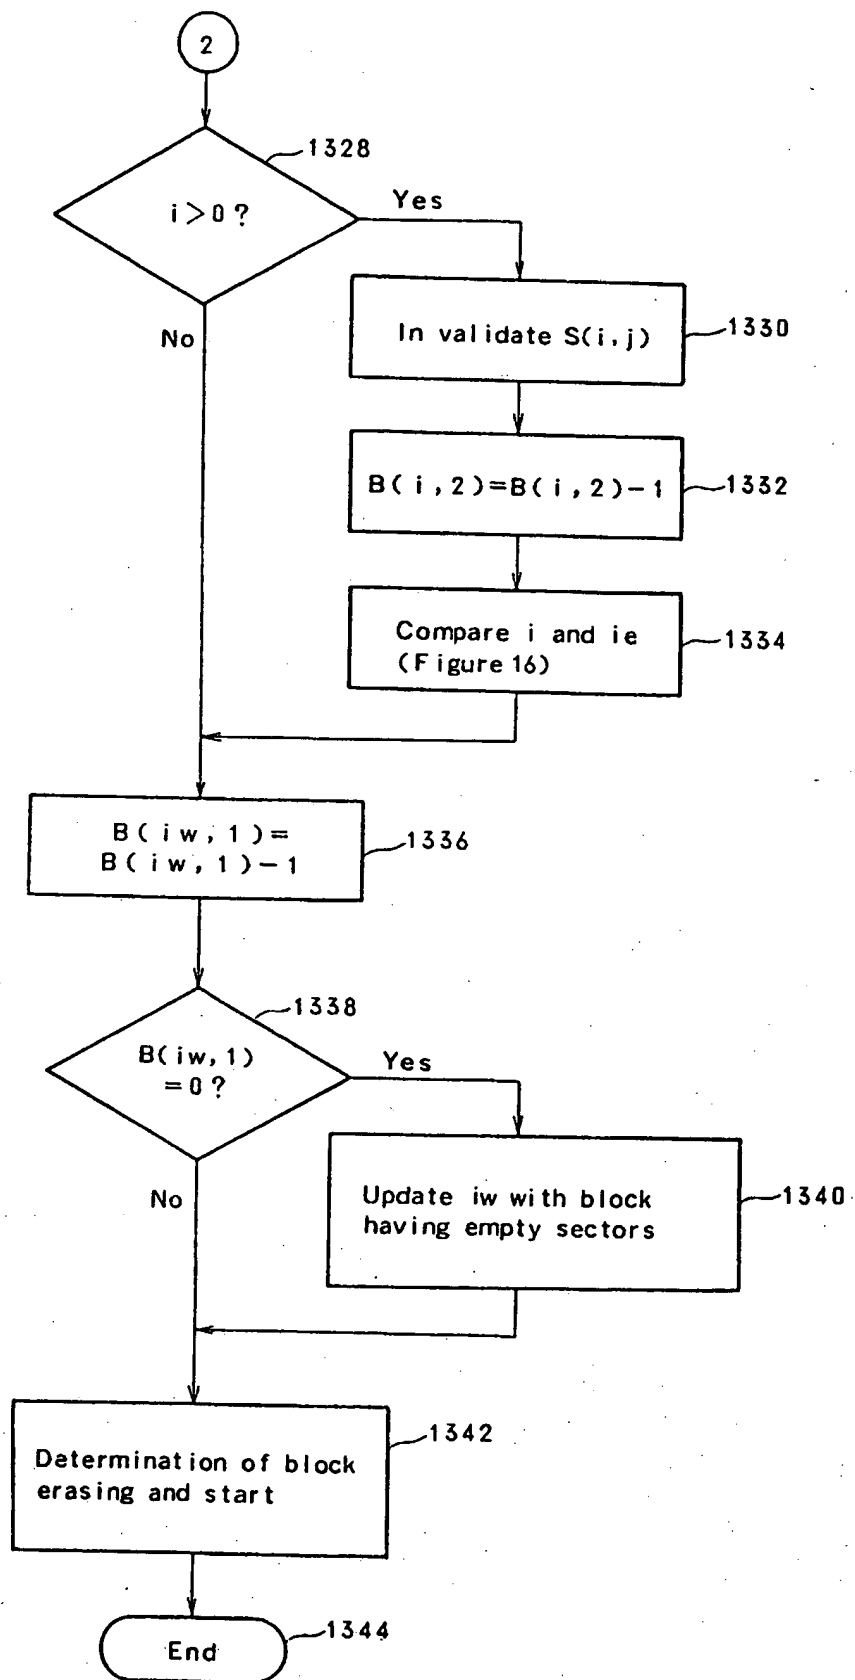 2
1328
i>0?
Yes
No
In validate S(i,j)
1330
B(i,2)=B(i,2)-1
1332
Compare i and ie
(Figure 16)
1334
B(iw,1)=
B(iw,1)-1
1336
1338
B(iw,1)
=0?
Yes
No
Update iw with block
having empty sectors
1340
1342
Determination of block
erasing and start
End
1344